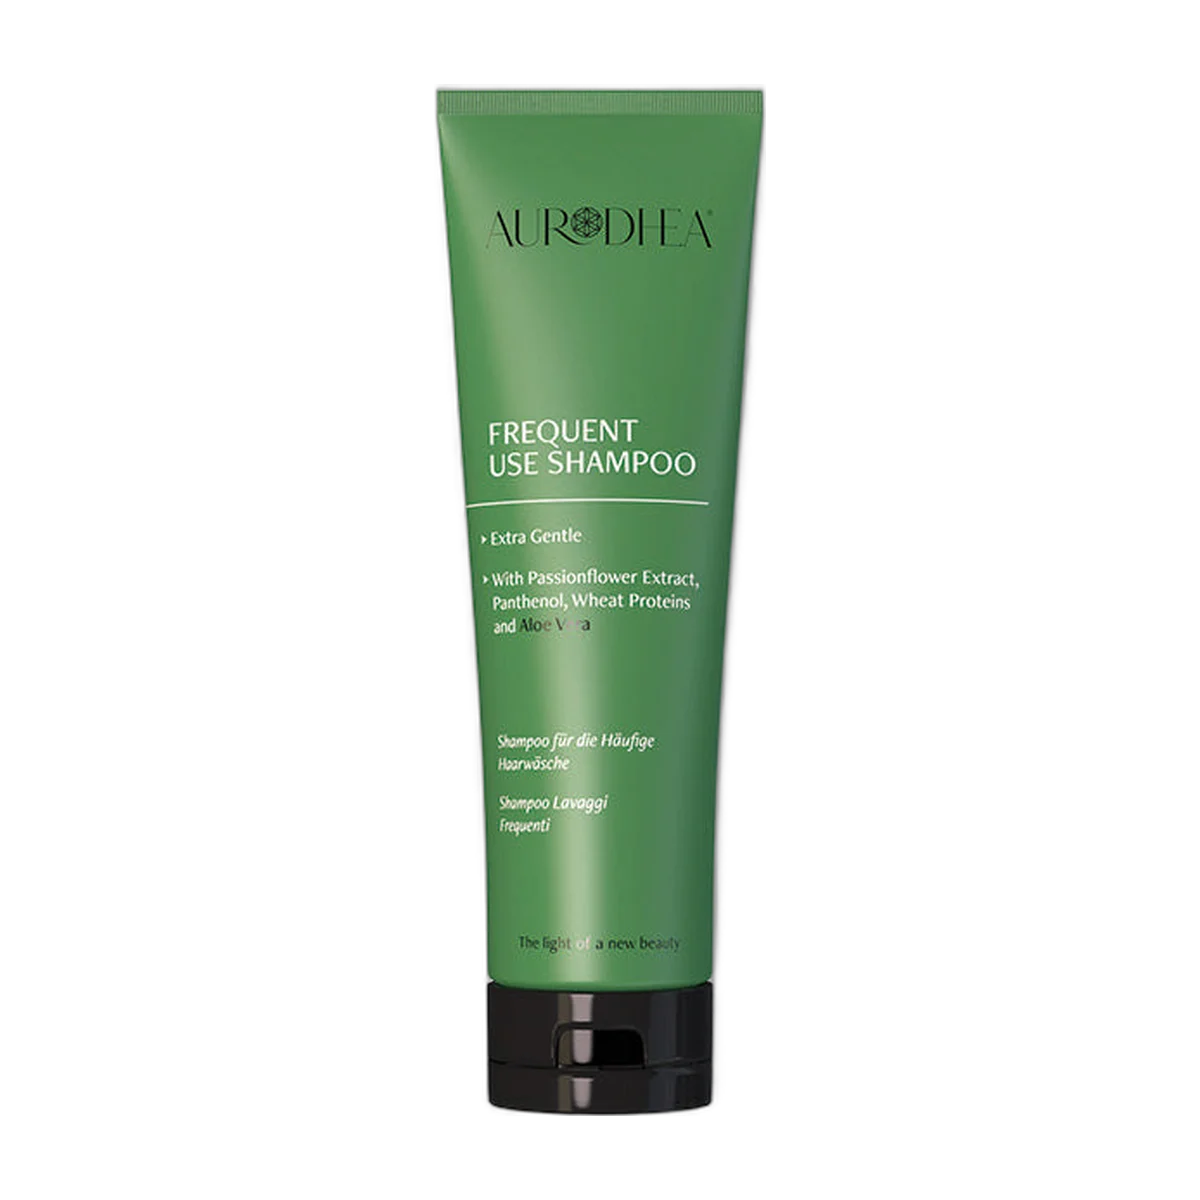 AURODHEA®
FREQUENT
USE SHAMPOO
Extra Gentle
With Passionflower Extract,
Panthenol, Wheat Proteins
and Aloe Vera
Shampoo für die Häufige
Haarwäsche
Shampoo Lavaggi
Frequenti
The light of a new beauty